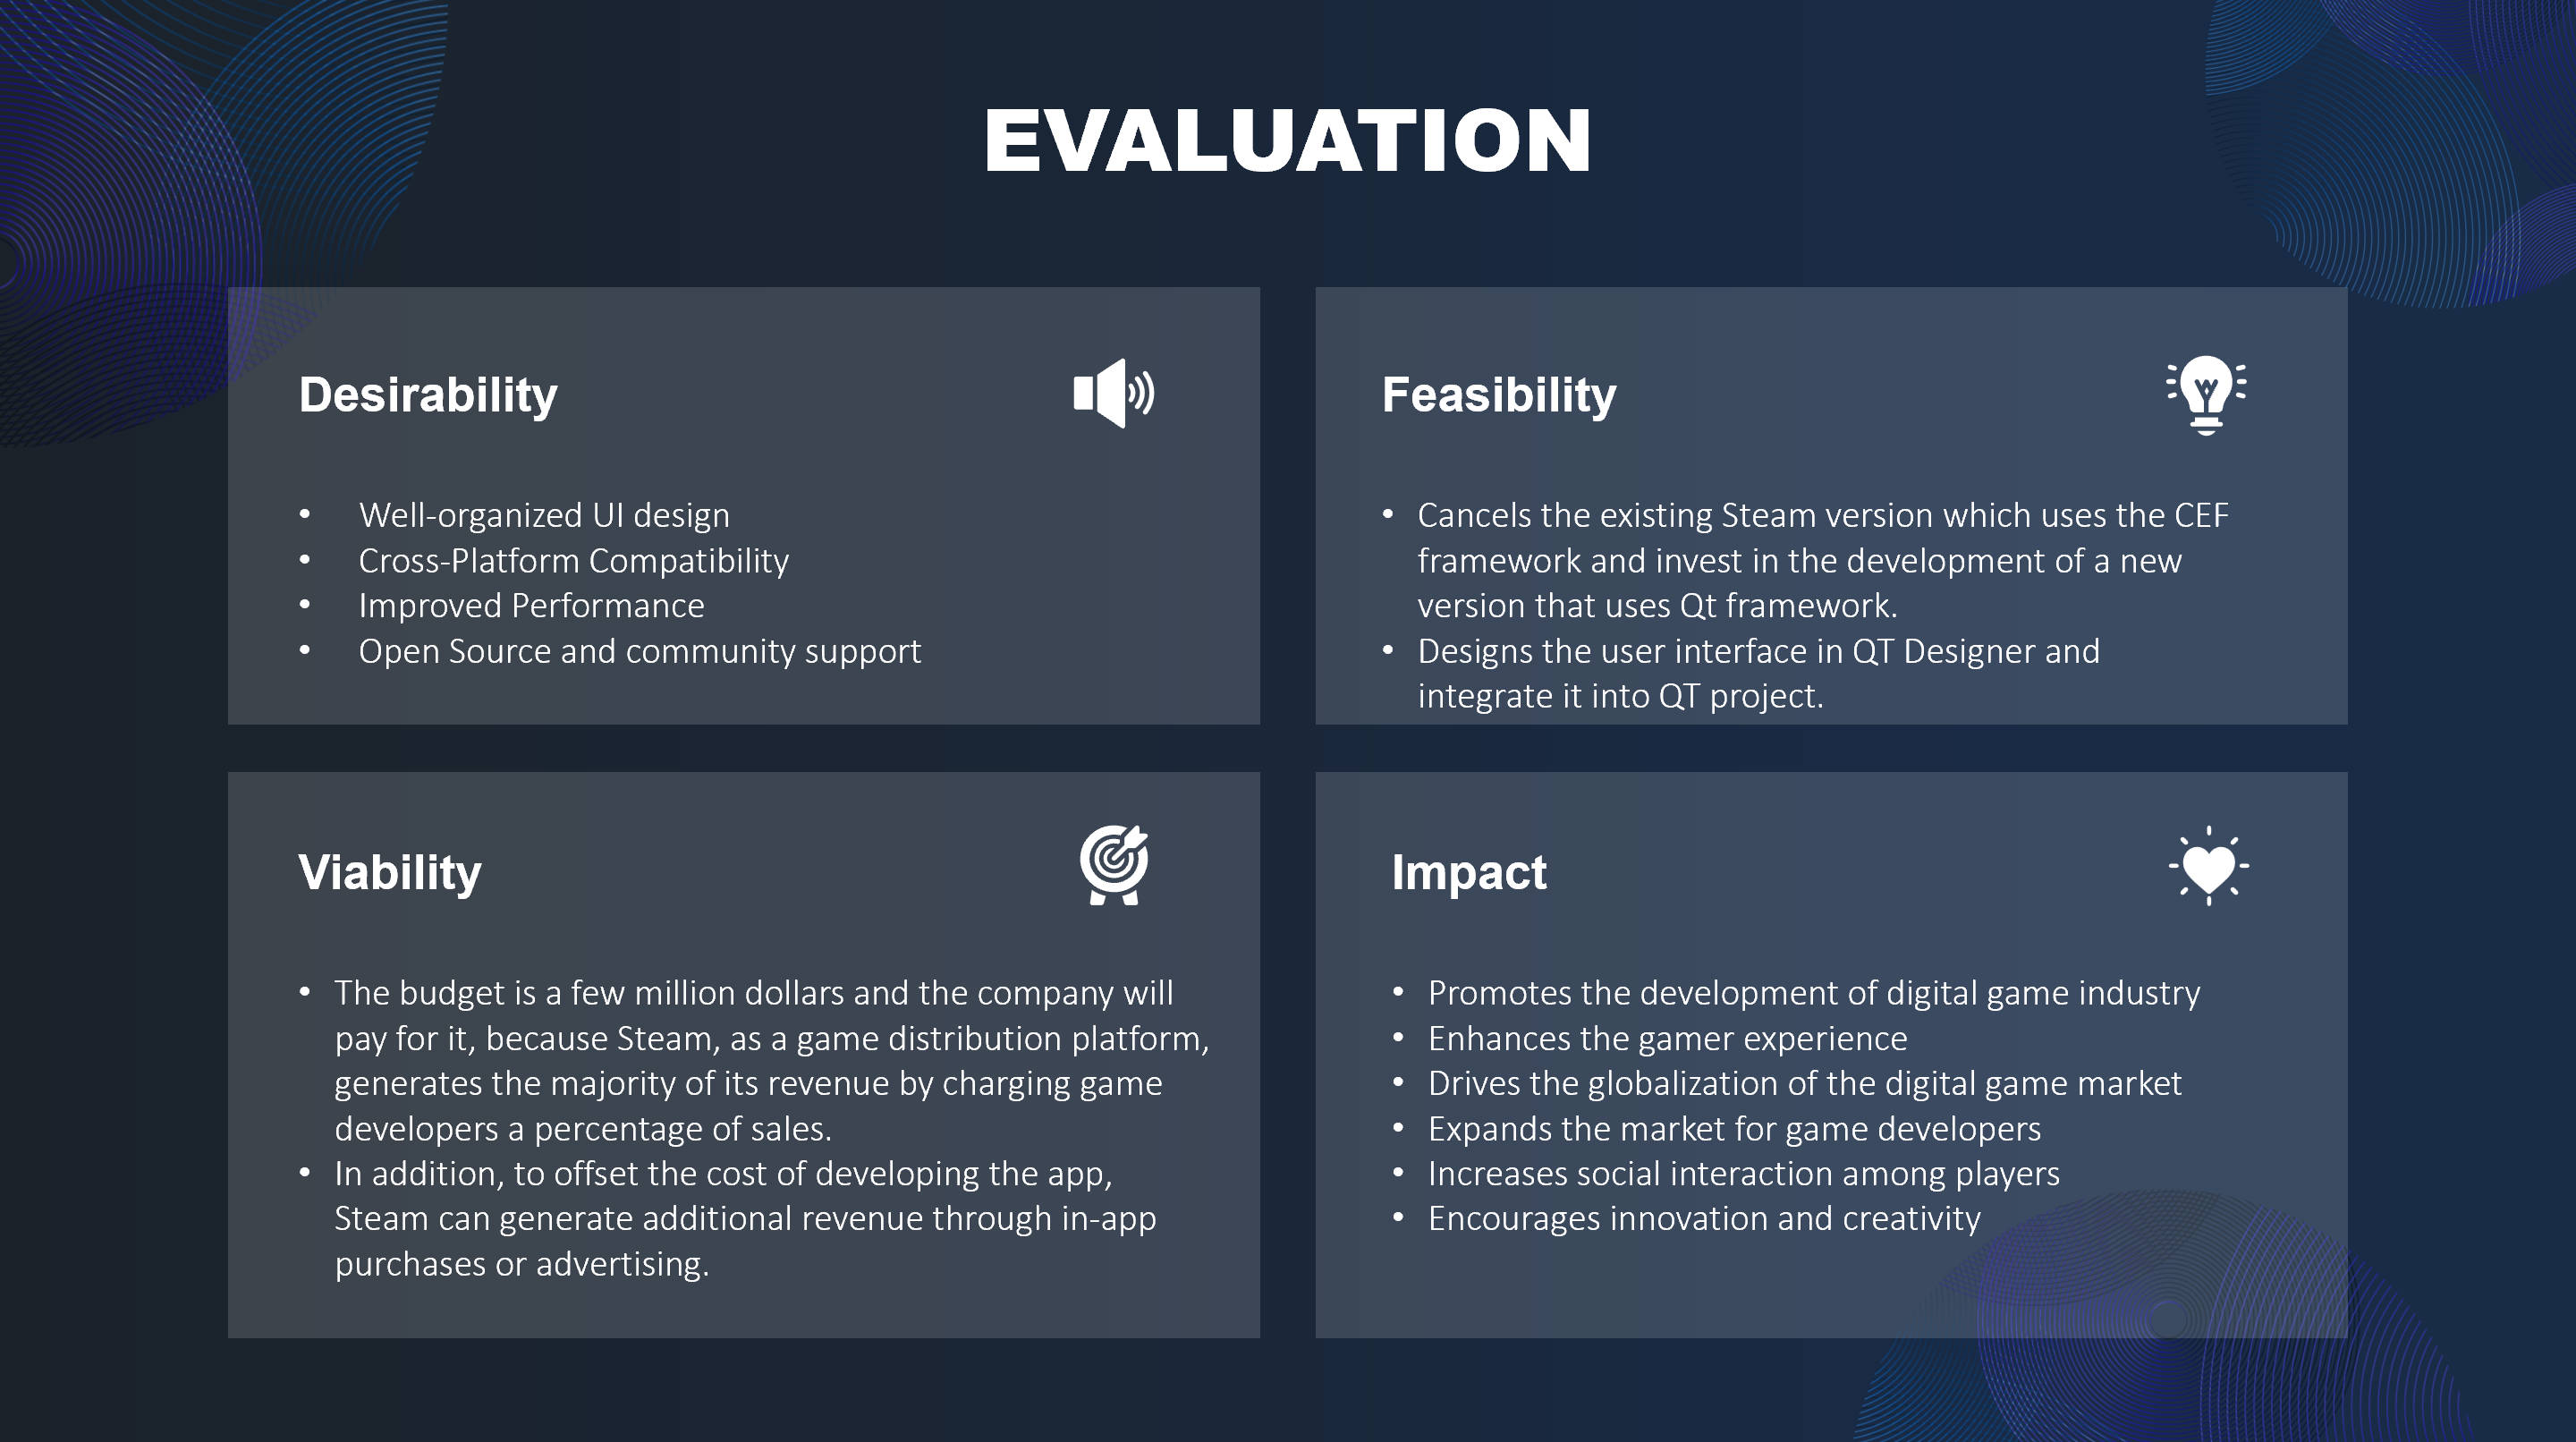 EVALUATION
Desirability
• Well-organized UI design
• Cross-Platform Compatibility
• Improved Performance
• Open Source and community support
Feasibility
• Cancels the existing Steam version which uses the CEF
framework and invest in the development of a new
version that uses Qt framework.
• Designs the user interface in QT Designer and
integrate it into QT project.
Viability
• The budget is a few million dollars and the company will
pay for it, because Steam, as a game distribution platform,
generates the majority of its revenue by charging game
developers a percentage of sales.
• In addition, to offset the cost of developing the app,
Steam can generate additional revenue through in-app
purchases or advertising.
Impact
• Promotes the development of digital game industry
• Enhances the gamer experience
• Drives the globalization of the digital game market
• Expands the market for game developers
• Increases social interaction among players
• Encourages innovation and creativity